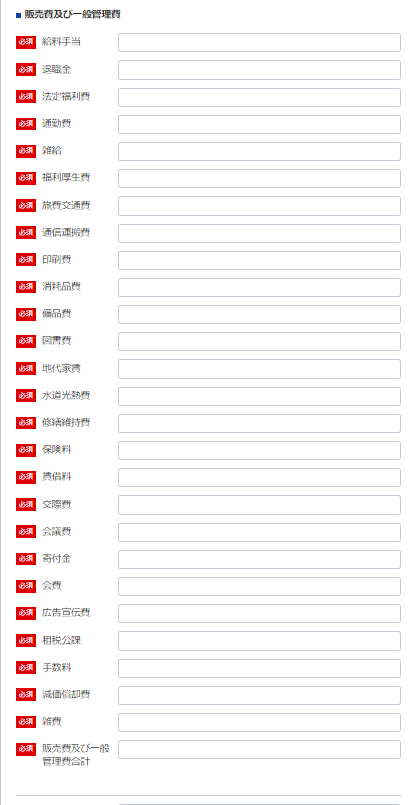 販売費及び一般管理費
必須 給料手当
必須 退職金
必須 法定福利費
必須 通勤費
必須 雑給
必須 福利厚生費
必須 旅費交通費
必須 通信運搬費
必須 印刷費
必須 消耗品費
必須 備品費
必須 図書費
必須 地代家賃
必須 水道光熱費
必須 修繕維持費
必須 保険料
必須 賃借料
必須 交際費
必須 会議費
必須 寄付金
必須 会費
必須 広告宣伝費
必須 租税公課
必須 手数料
必須 減価償却費
必須 雑費
必須 販売費及び一般
管理費合計